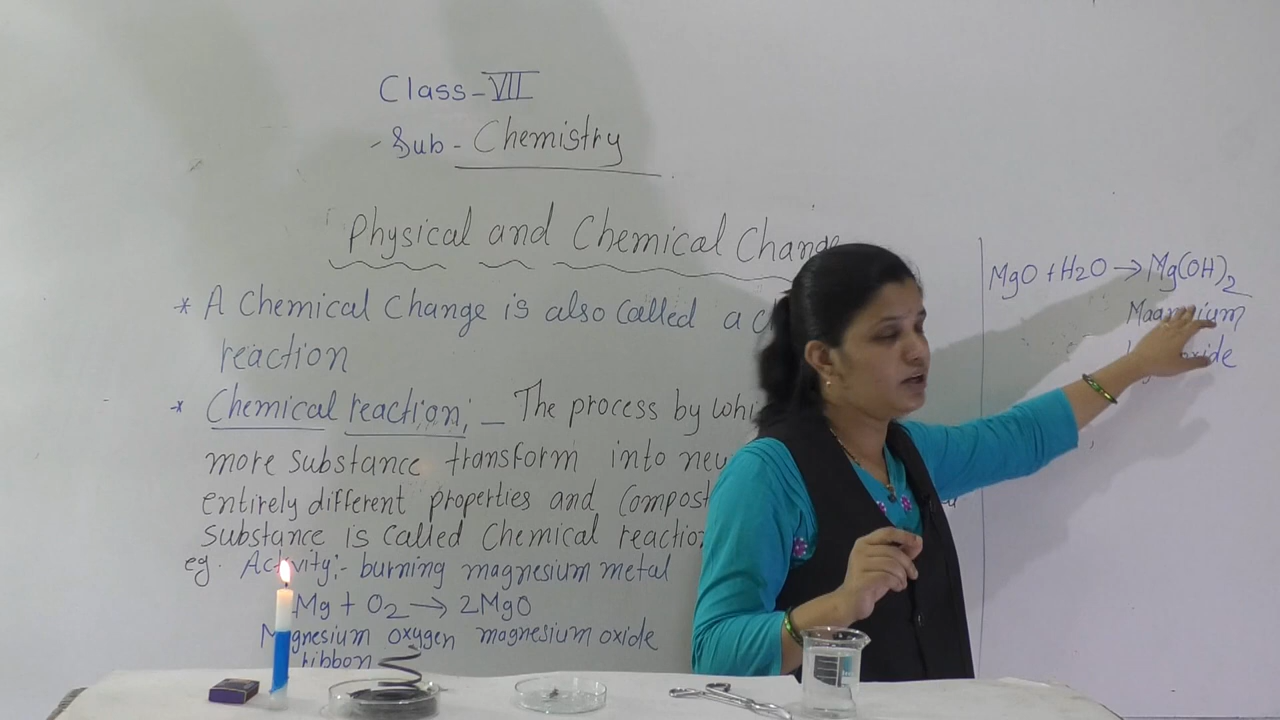 Class - VII
Sub - Chemistry
Physical and Chemical Change
* A Chemical Change is also called a
reaction
* Chemical reaction; _ The process by
more substance transform into new
entirely different properties and
substance is called Chemical reaction
eg. Activity:- burning magnesium metal
Mg + O2 → 2MgO
Magnesium oxygen magnesium oxide
ribbon
MgO + H2O → Mg(OH)2